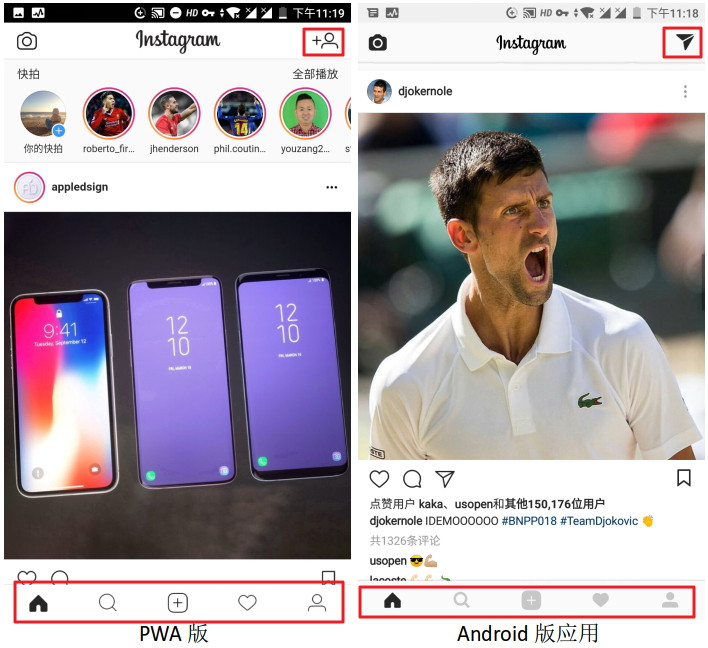 HD 下午11:19
Instagram
快拍 全部播放
你的快拍 roberto_fir... jhenderson phil.coutin... youzang2...
appledsign
9:41
Tuesday, September 12
12
10
12
10
PWA 版
HD 下午11:18
Instagram
djokernole
点赞用户 kaka、usopen和其他150,176位用户
djokernole IDEMOOOOOO #BNPP018 #TeamDjokovic 👏
共1326条评论
usopen 😎💪🏼
lacoste
Android 版应用